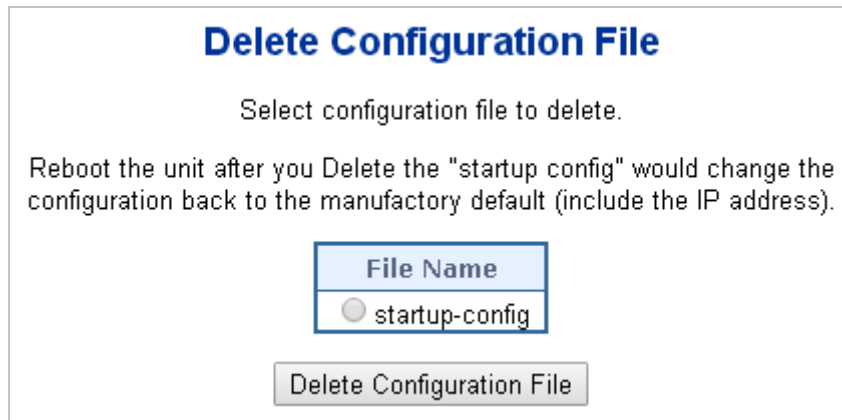 Delete Configuration File
Select configuration file to delete.
Reboot the unit after you Delete the "startup config" would change the
configuration back to the manufactory default (include the IP address).
File Name
startup-config
Delete Configuration File